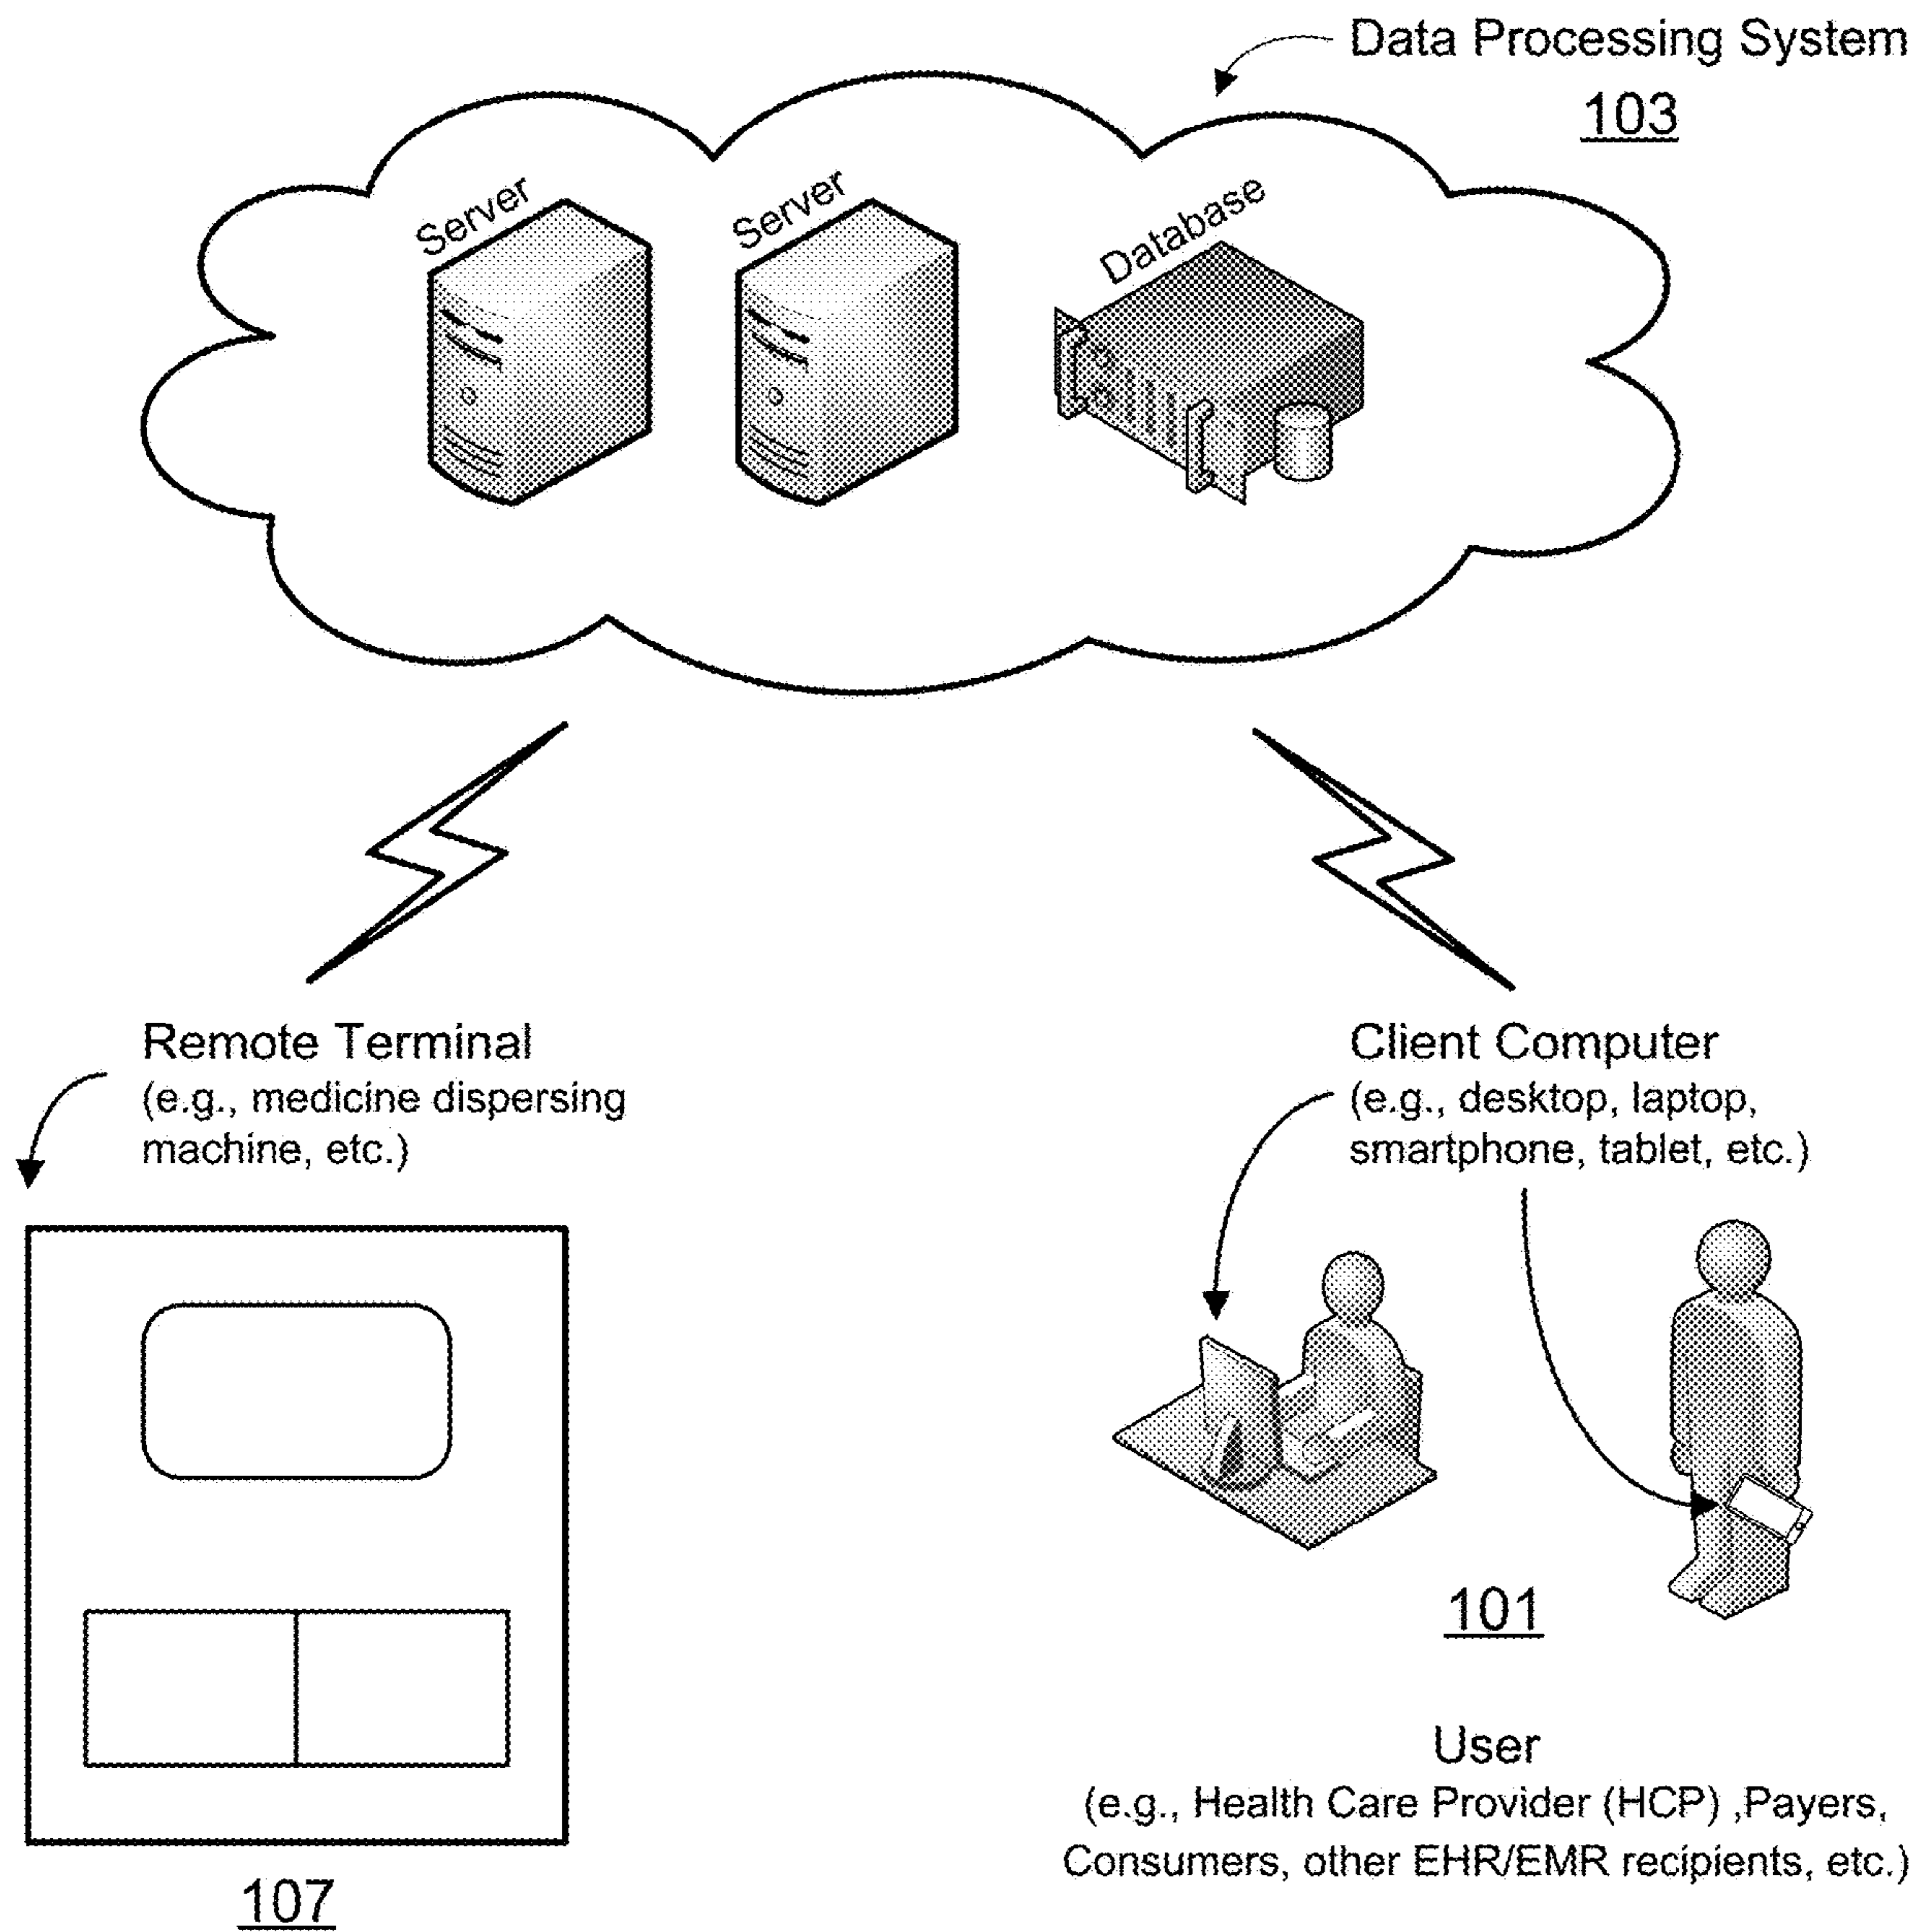 Data Processing System
103
Server
Server
Database
Remote Terminal
(e.g., medicine dispersing
machine, etc.)
Client Computer
(e.g., desktop, laptop,
smartphone, tablet, etc.)
101
User
(e.g., Health Care Provider (HCP) ,Payers,
Consumers, other EHR/EMR recipients, etc.)
107